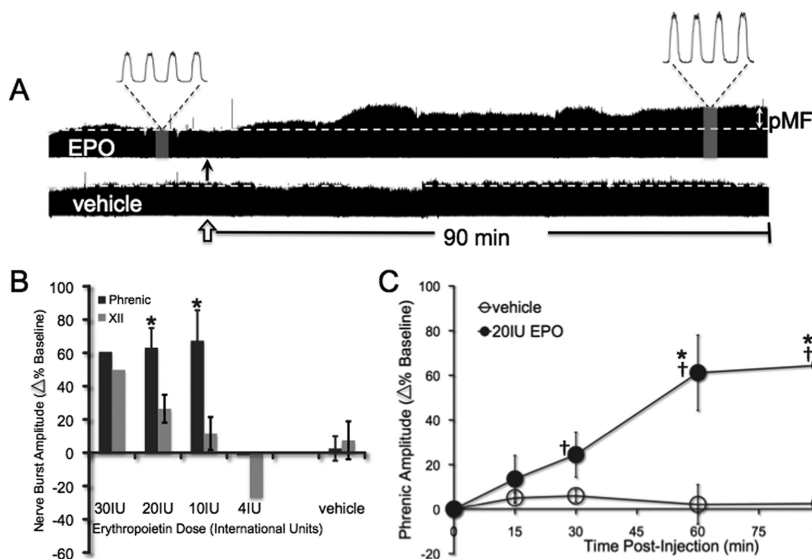 A
EPO
pMF
vehicle
90 min
B
Phrenic
XII
*
*
Nerve Burst Amplitude (△% Baseline)
100
80
60
40
20
0
-20
-40
-60
30IU
20IU
10IU
4IU
vehicle
Erythropoietin Dose (International Units)
C
vehicle
20IU EPO
Phrenic Amplitude (△% Baseline)
100
80
60
40
20
0
-20
†
*
†
*
†
0
15
30
45
60
75
Time Post-Injection (min)